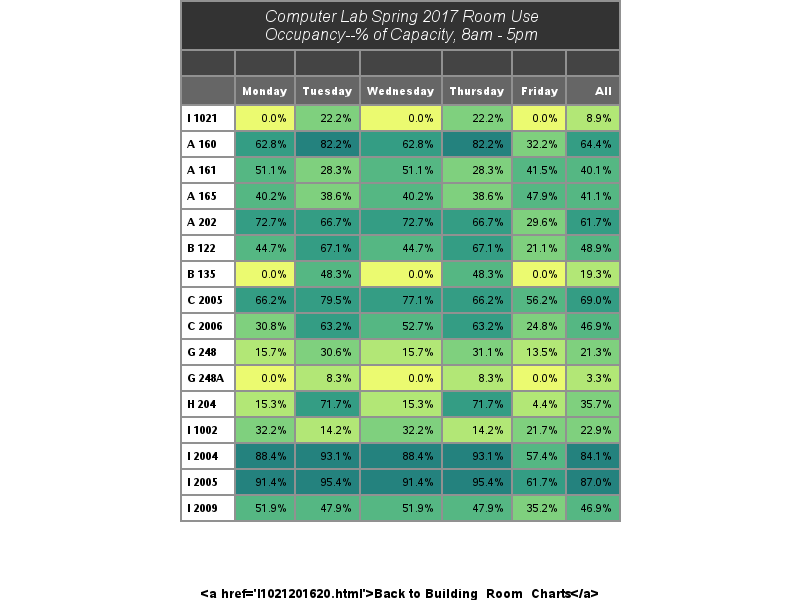 Computer Lab Spring 2017 Room Use
Occupancy--% of Capacity, 8am - 5pm
Monday Tuesday Wednesday Thursday Friday All
I 1021 0.0% 22.2% 0.0% 22.2% 0.0% 8.9%
A 160 62.8% 82.2% 62.8% 82.2% 32.2% 64.4%
A 161 51.1% 28.3% 51.1% 28.3% 41.5% 40.1%
A 165 40.2% 38.6% 40.2% 38.6% 47.9% 41.1%
A 202 72.7% 66.7% 72.7% 66.7% 29.6% 61.7%
B 122 44.7% 67.1% 44.7% 67.1% 21.1% 48.9%
B 135 0.0% 48.3% 0.0% 48.3% 0.0% 19.3%
C 2005 66.2% 79.5% 77.1% 66.2% 56.2% 69.0%
C 2006 30.8% 63.2% 52.7% 63.2% 24.8% 46.9%
G 248 15.7% 30.6% 15.7% 31.1% 13.5% 21.3%
G 248A 0.0% 8.3% 0.0% 8.3% 0.0% 3.3%
H 204 15.3% 71.7% 15.3% 71.7% 4.4% 35.7%
I 1002 32.2% 14.2% 32.2% 14.2% 21.7% 22.9%
I 2004 88.4% 93.1% 88.4% 93.1% 57.4% 84.1%
I 2005 91.4% 95.4% 91.4% 95.4% 61.7% 87.0%
I 2009 51.9% 47.9% 51.9% 47.9% 35.2% 46.9%
<a href='I1021201620.html'>Back to Building_Room_Charts</a>